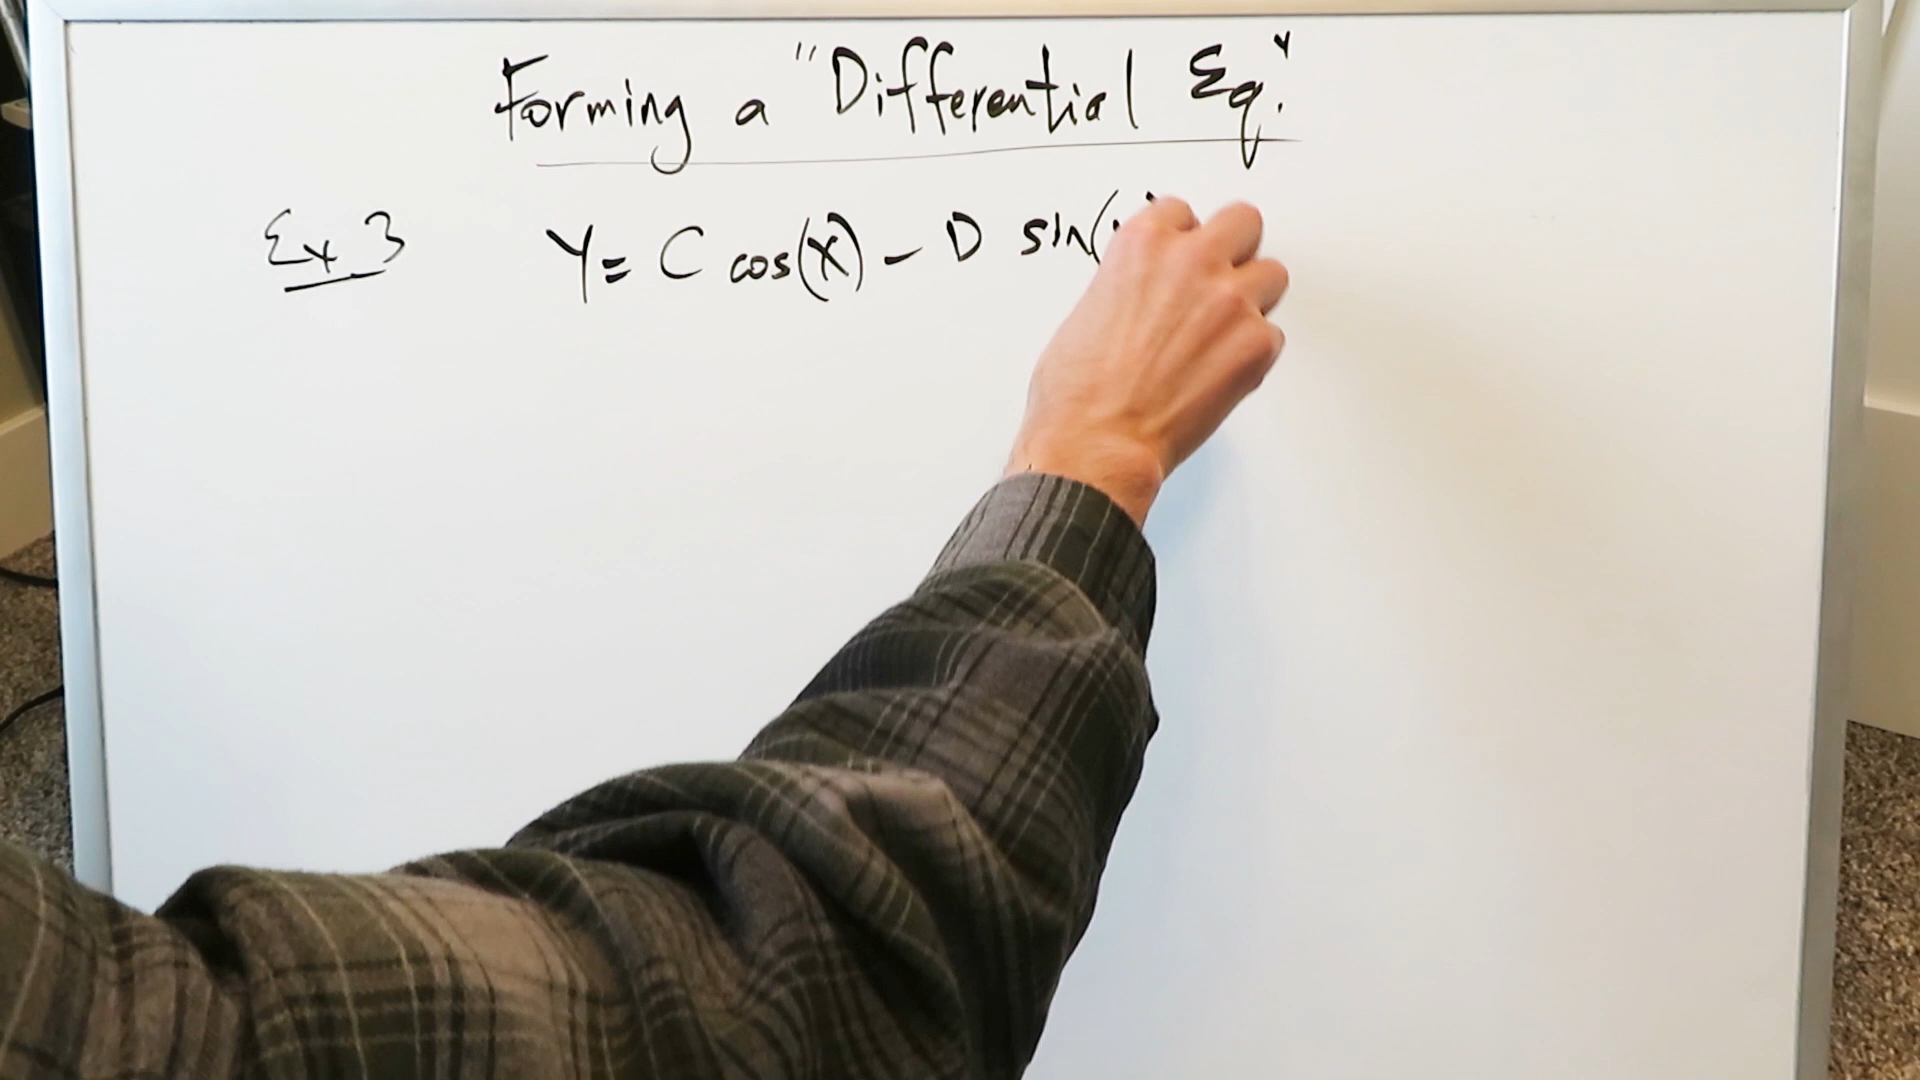 Forming a "Differential Eq."
Ex 3 Y = C cos(x) - D sin(